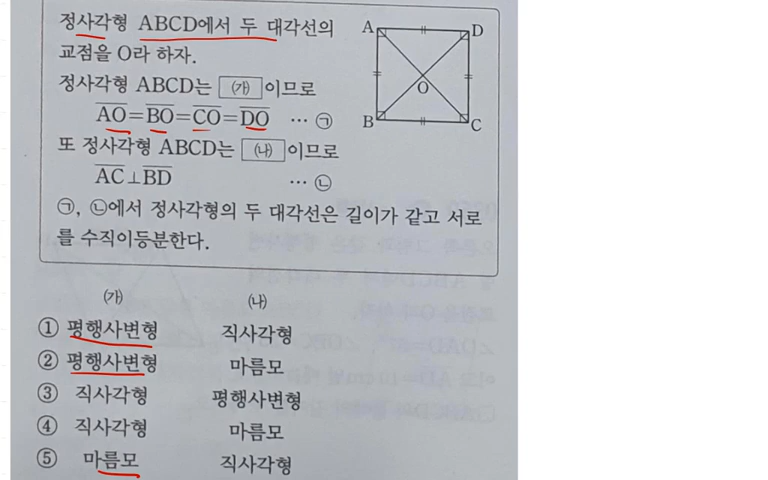 정사각형 ABCD에서 두 대각선의
교점을 O라 하자.
정사각형 ABCD는 (가) 이므로
AO=BO=CO=DO … ㉠
또 정사각형 ABCD는 (나) 이므로
AC⊥BD … ㉡
㉠, ㉡에서 정사각형의 두 대각선은 길이가 같고 서로
를 수직이등분한다.
A D
O
B C
(가) (나)
① 평행사변형 직사각형
② 평행사변형 마름모
③ 직사각형 평행사변형
④ 직사각형 마름모
⑤ 마름모 직사각형